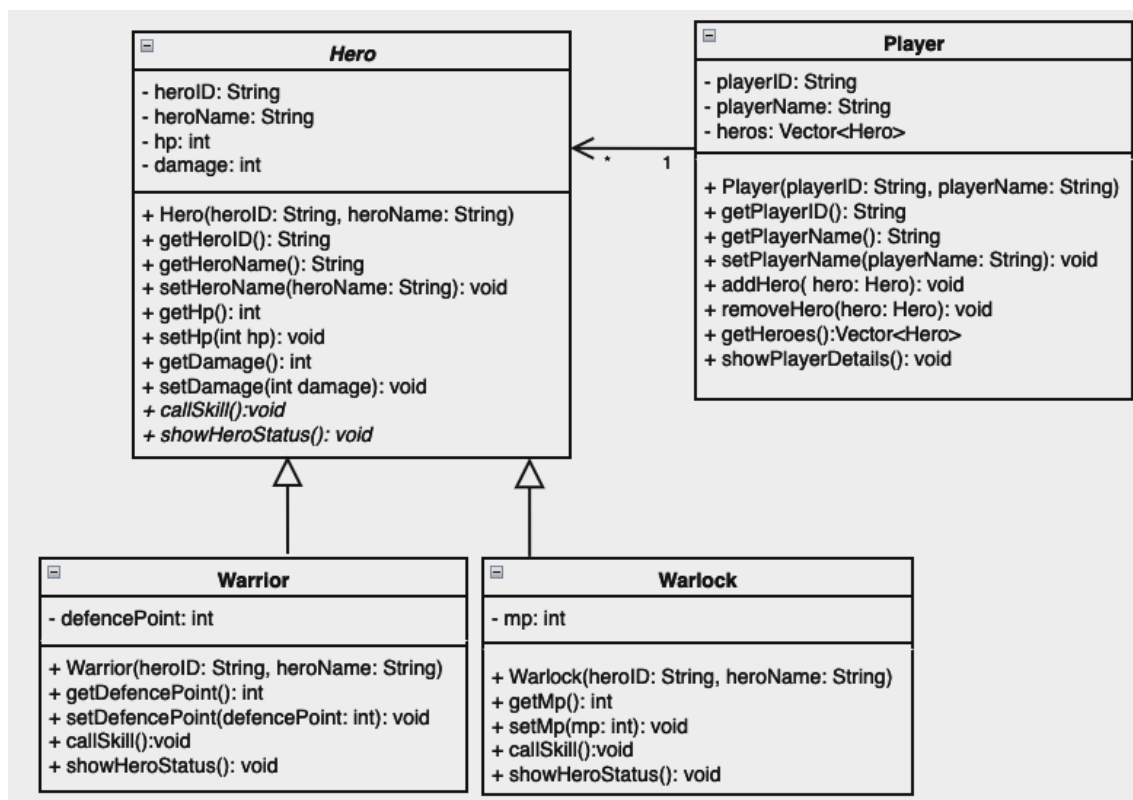 Hero
- heroID: String
- heroName: String
- hp: int
- damage: int
+ Hero(heroID: String, heroName: String)
+ getHeroID(): String
+ getHeroName(): String
+ setHeroName(heroName: String): void
+ getHp(): int
+ setHp(int hp): void
+ getDamage(): int
+ setDamage(int damage): void
+ callSkill():void
+ showHeroStatus(): void
* 1
Player
- playerID: String
- playerName: String
- heros: Vector<Hero>
+ Player(playerID: String, playerName: String)
+ getPlayerID(): String
+ getPlayerName(): String
+ setPlayerName(playerName: String): void
+ addHero( hero: Hero): void
+ removeHero(hero: Hero): void
+ getHeroes():Vector<Hero>
+ showPlayerDetails(): void
Warrior
- defencePoint: int
+ Warrior(heroID: String, heroName: String)
+ getDefencePoint(): int
+ setDefencePoint(defencePoint: int): void
+ callSkill():void
+ showHeroStatus(): void
Warlock
- mp: int
+ Warlock(heroID: String, heroName: String)
+ getMp(): int
+ setMp(mp: int): void
+ callSkill():void
+ showHeroStatus(): void